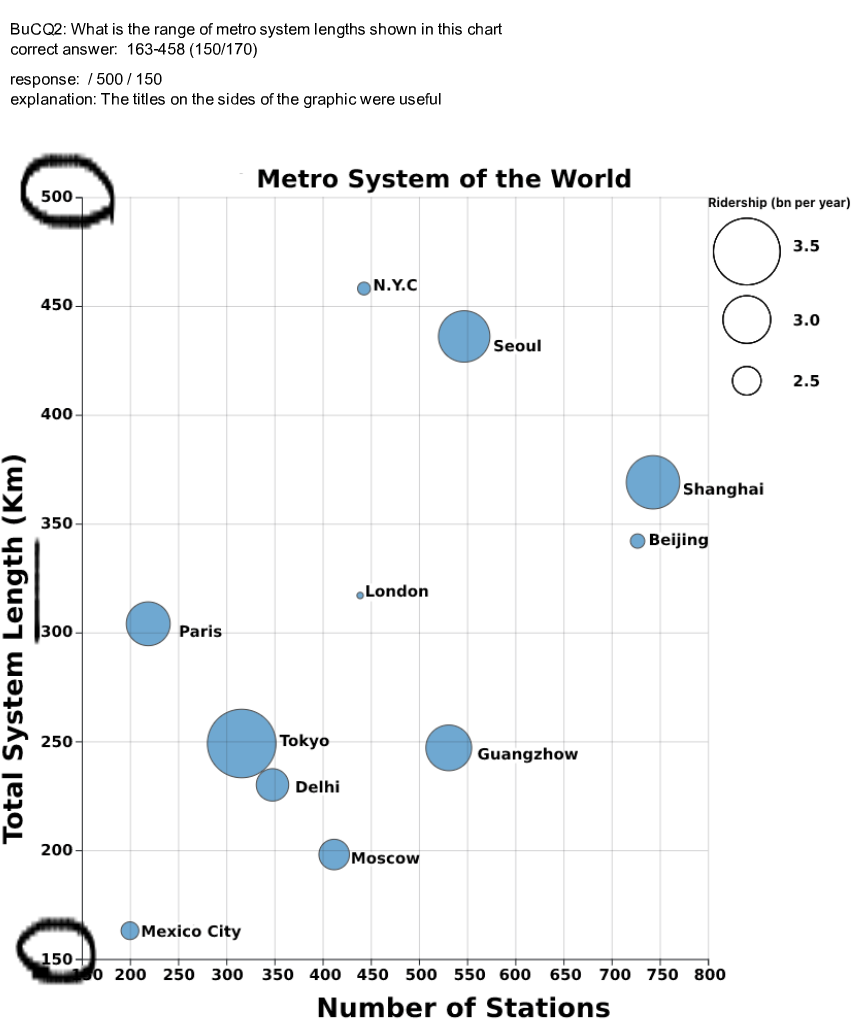 BuCQ2: What is the range of metro system lengths shown in this chart
correct answer:  163-458 (150/170)
response:  / 500 / 150
explanation: The titles on the sides of the graphic were useful
Metro System of the World
Ridership (bn per year)
3.5
3.0
2.5
Total System Length (Km)
500
450
400
350
300
250
200
150
N.Y.C
Seoul
Shanghai
Beijing
London
Paris
Tokyo
Guangzhow
Delhi
Moscow
Mexico City
200 250 300 350 400 450 500 550 600 650 700 750 800
Number of Stations